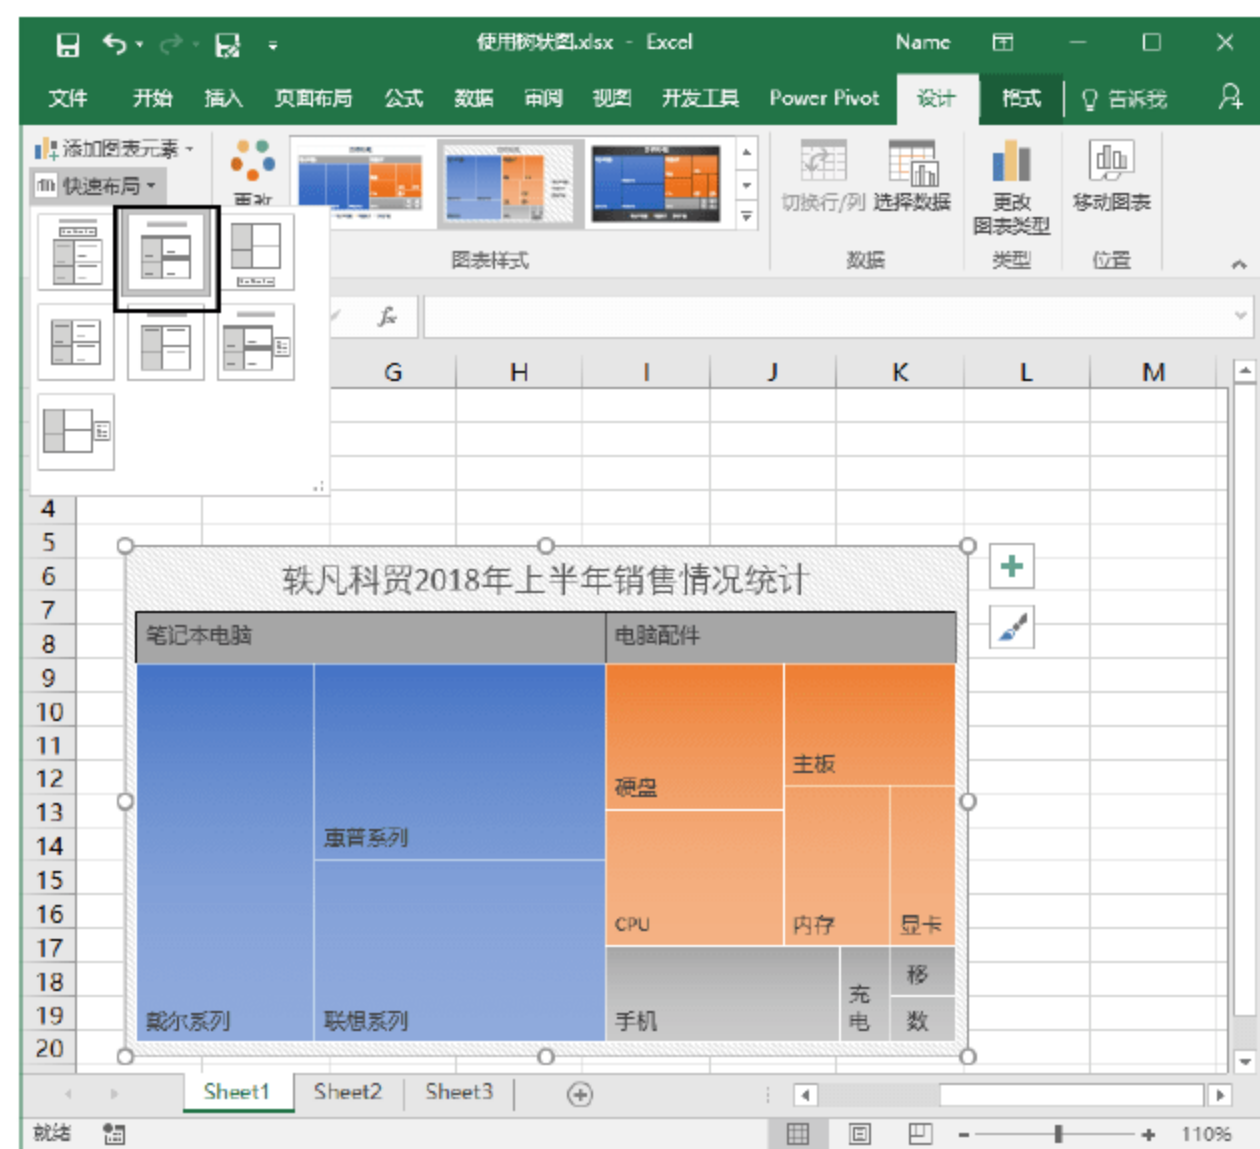 使用树状图.xlsx - Excel
Name
文件 开始 插入 页面布局 公式 数据 审阅 视图 开发工具 Power Pivot 设计 格式 告诉我
添加图表元素
快速布局
更改
切换行/列 选择数据
更改
图表类型
移动图表
图表样式 数据 类型 位置
fx
G H I J K L M
4
5
6
7
8
9
10
11
12
13
14
15
16
17
18
19
20
轶凡科贸2018年上半年销售情况统计
笔记本电脑 电脑配件
主板
硬盘
惠普系列
CPU 内存 显卡
移
充
电
戴尔系列 联想系列 手机 数
Sheet1 Sheet2 Sheet3
就绪 110%